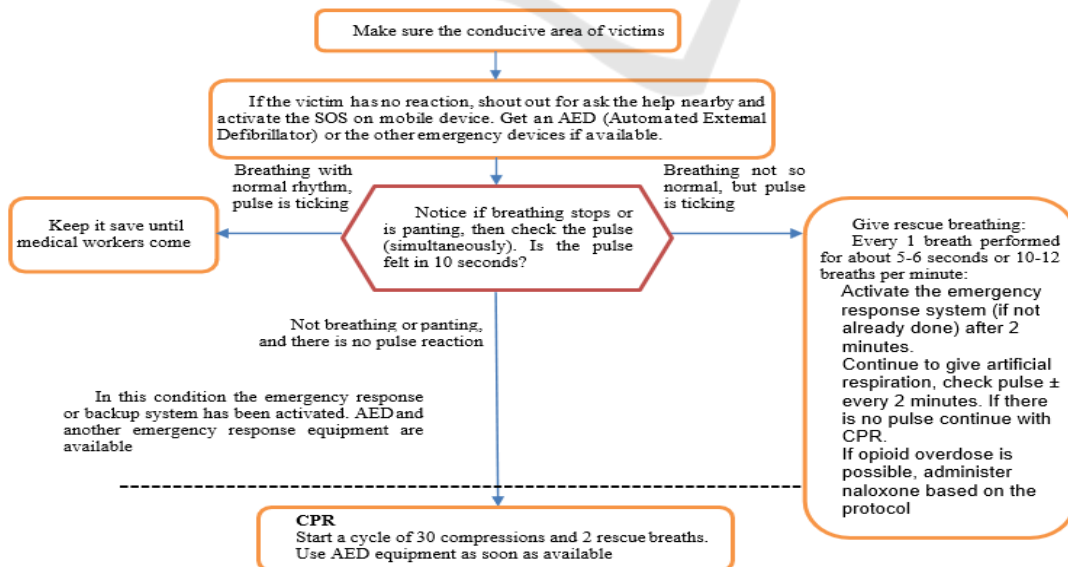 Make sure the conducive area of victims
If the victim has no reaction, shout out for ask the help nearby and
activate the SOS on mobile device. Get an AED (Automated External
Defibrillator) or the other emergency devices if available.
Breathing with
normal rhythm,
pulse is ticking
Breathing not so
normal, but pulse
is ticking
Keep it save until
medical workers come
Notice if breathing stops or
is panting, then check the pulse
(simultaneously). Is the pulse
felt in 10 seconds?
Give rescue breathing:
Every 1 breath performed
for about 5-6 seconds or 10-12
breaths per minute:
Activate the emergency
response system (if not
already done) after 2
minutes.
Continue to give artificial
respiration, check pulse ±
every 2 minutes. If there
is no pulse continue with
CPR.
If opioid overdose is
possible, administer
naloxone based on the
protocol
Not breathing or panting,
and there is no pulse reaction
In this condition the emergency response
or backup system has been activated. AED and
another emergency response equipment are
available
CPR
Start a cycle of 30 compressions and 2 rescue breaths.
Use AED equipment as soon as available